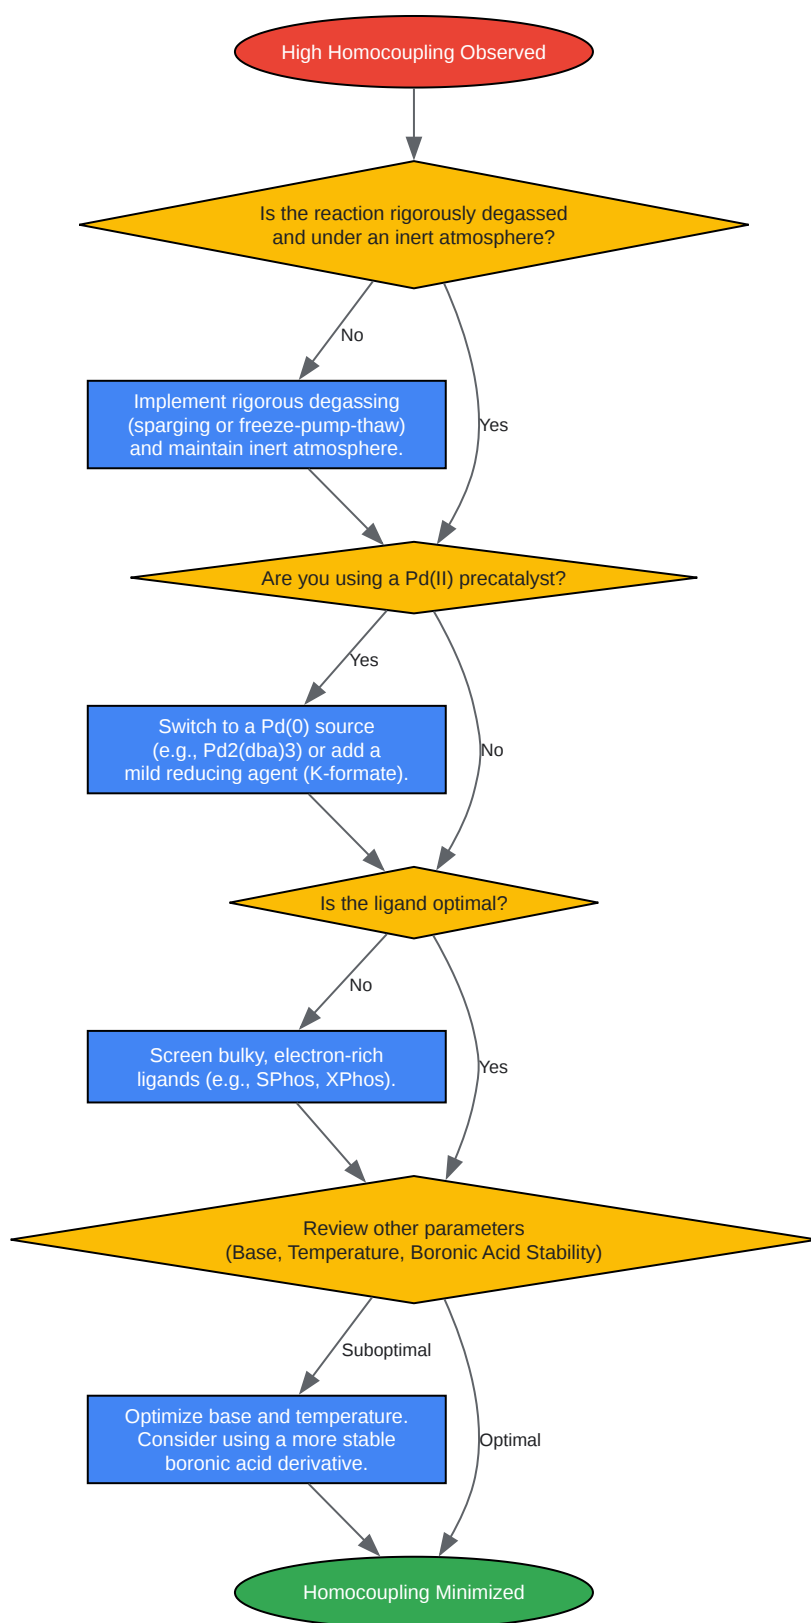 High Homocoupling Observed
Is the reaction rigorously degassed
and under an inert atmosphere?
No
Implement rigorous degassing
(sparging or freeze-pump-thaw)
and maintain inert atmosphere.
Yes
Are you using a Pd(II) precatalyst?
Yes
Switch to a Pd(0) source
(e.g., Pd2(dba)3) or add a
mild reducing agent (K-formate).
No
Is the ligand optimal?
No
Screen bulky, electron-rich
ligands (e.g., SPhos, XPhos).
Yes
Review other parameters
(Base, Temperature, Boronic Acid Stability)
Suboptimal
Optimize base and temperature.
Consider using a more stable
boronic acid derivative.
Optimal
Homocoupling Minimized